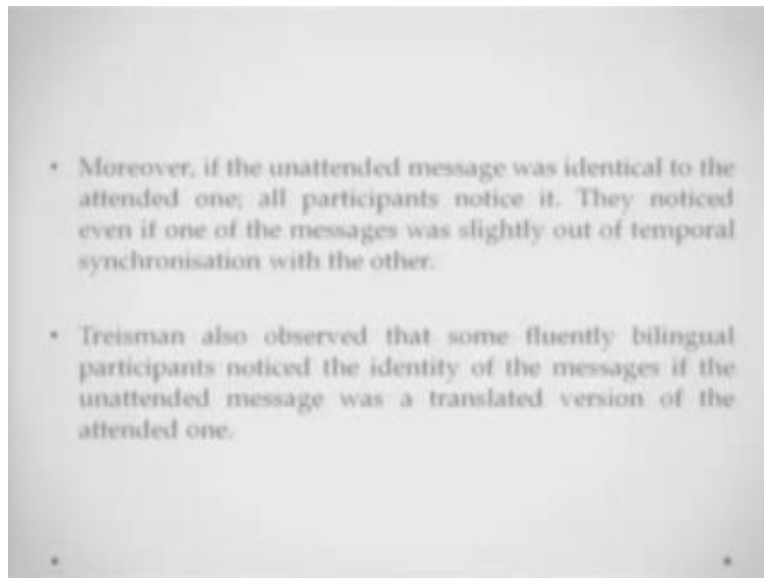 • Moreover, if the unattended message was identical to the
attended one; all participants notice it. They noticed
even if one of the messages was slightly out of temporal
synchronisation with the other.
• Treisman also observed that some fluently bilingual
participants noticed the identity of the messages if the
unattended message was a translated version of the
attended one.